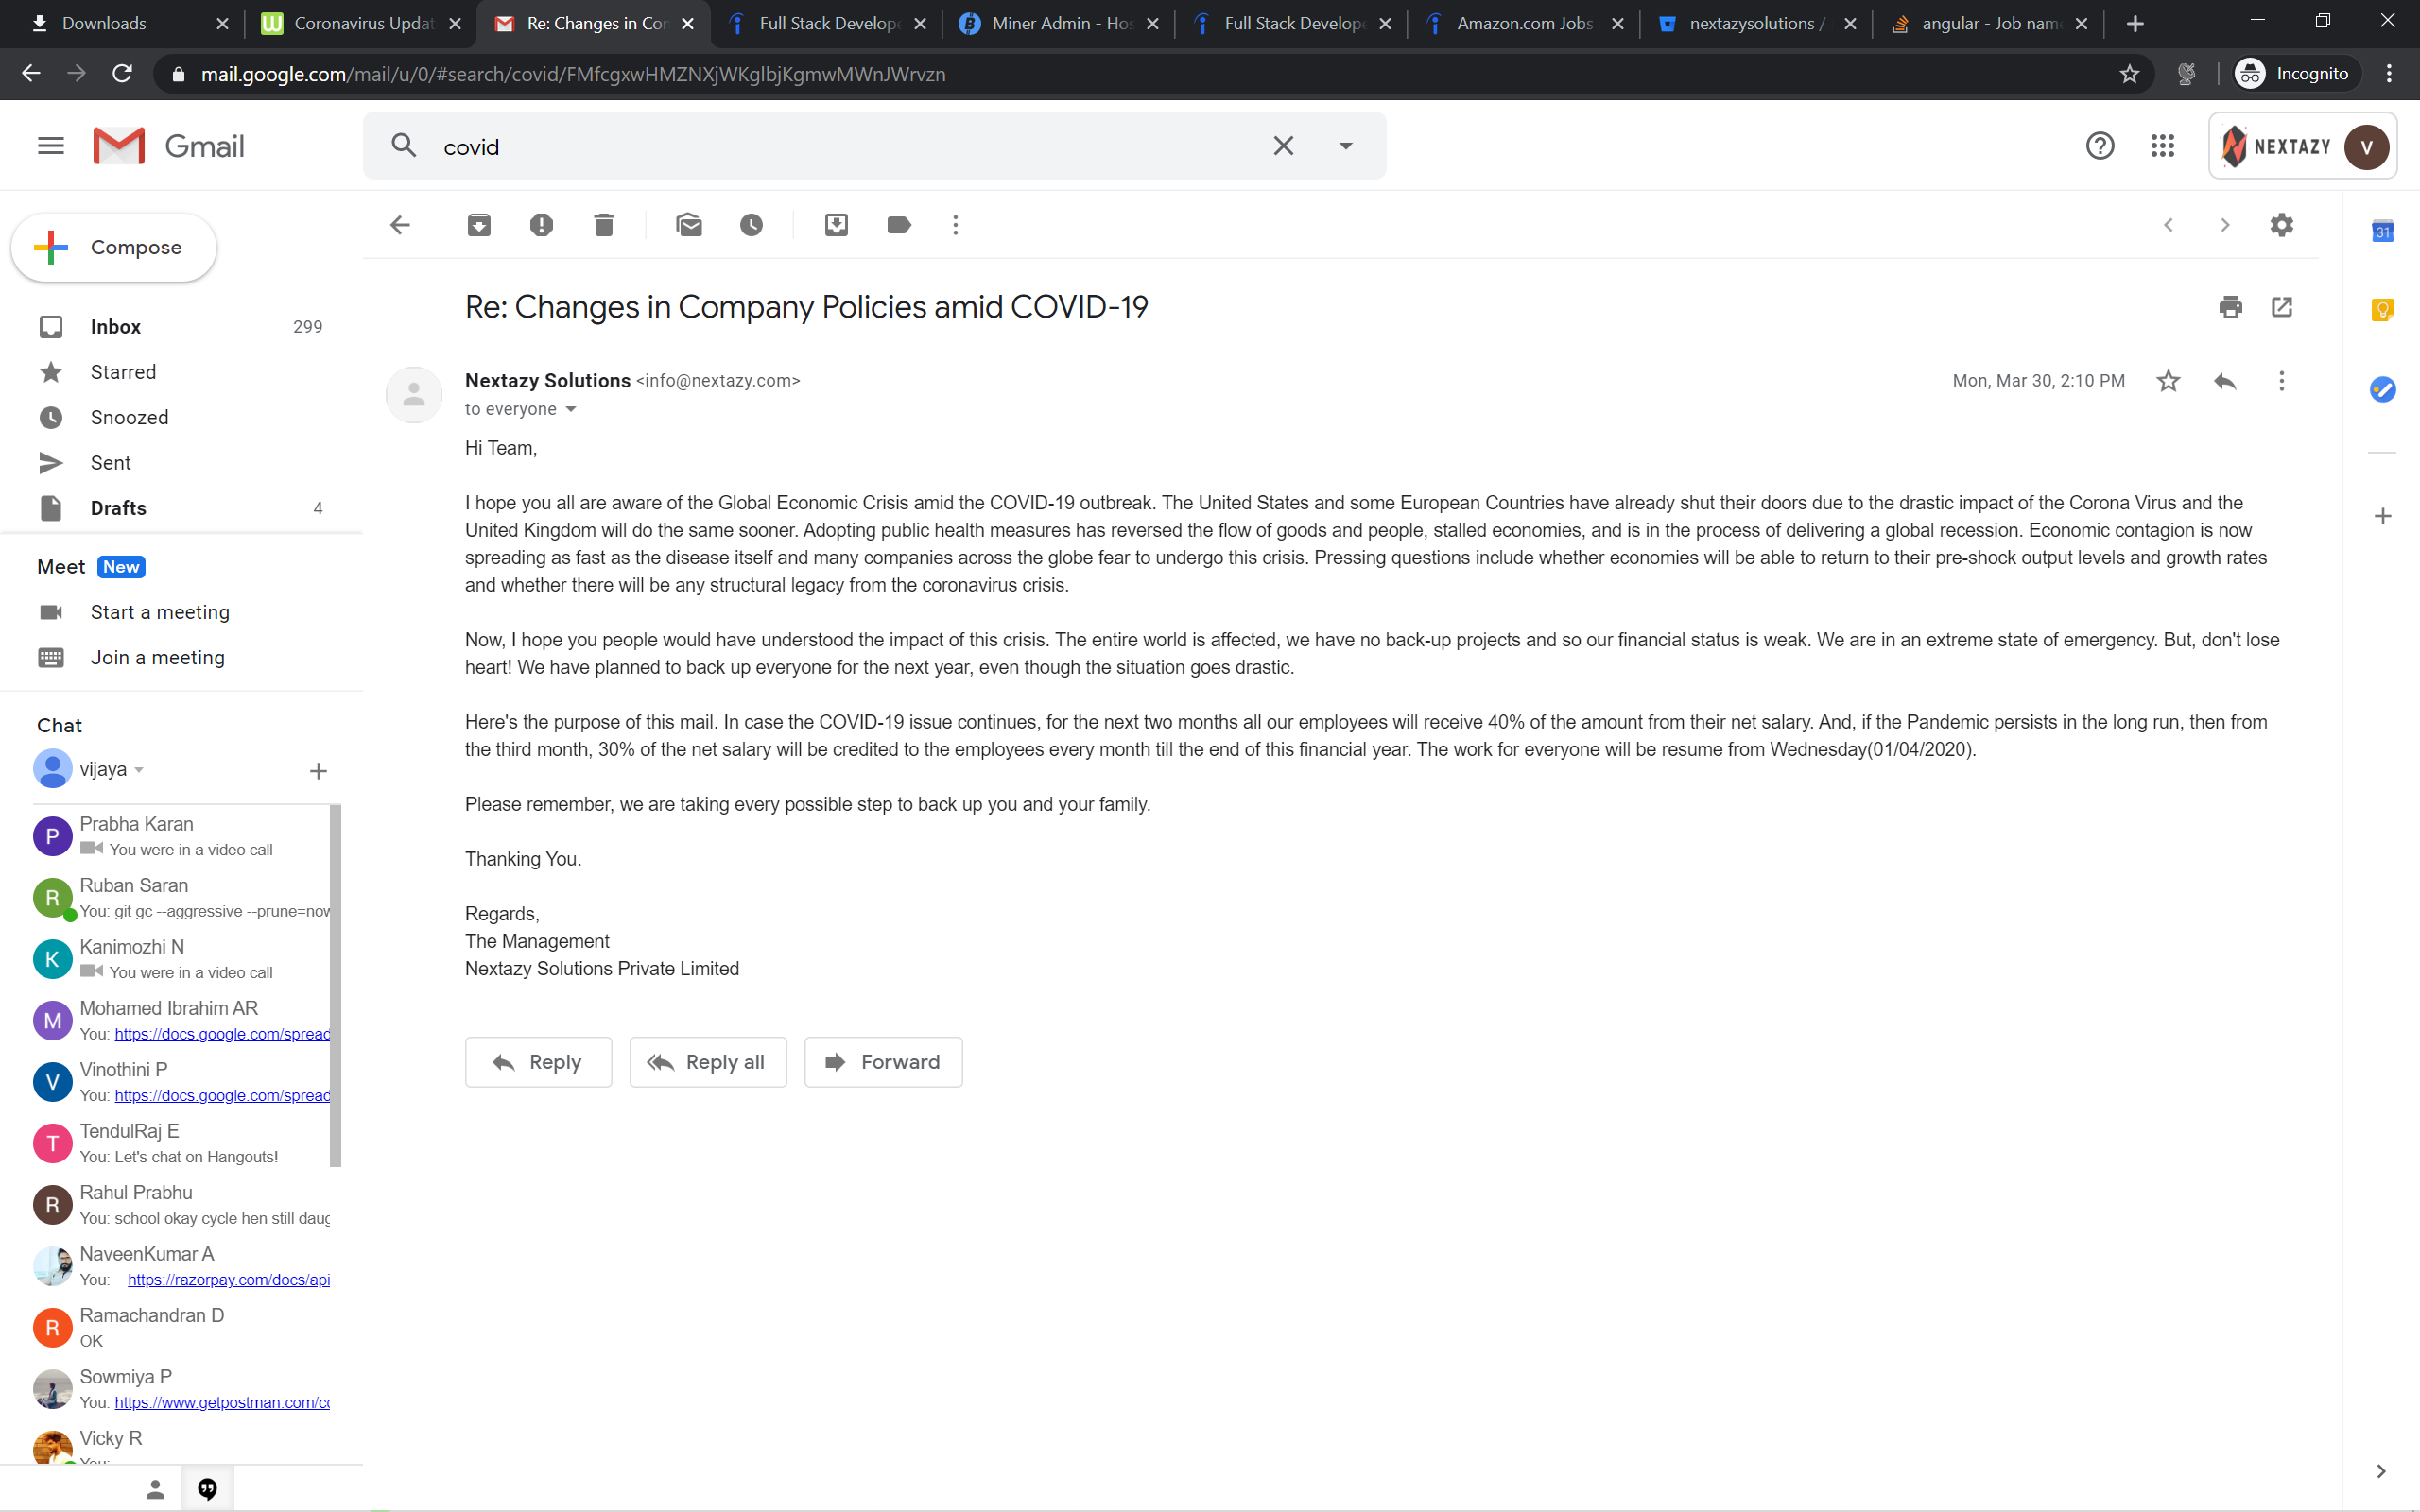 Downloads
Coronavirus Updat
Re: Changes in Cor
Full Stack Develope
Miner Admin - Hos
Full Stack Develope
Amazon.com Jobs
nextazysolutions /
angular - Job nam
mail.google.com/mail/u/0/#search/covid/FMfcgxwHMZNXjWKglbjKgmwMWnJWrvzn
Incognito
Gmail
covid
NEXTAZY
V
Compose
31
Inbox 299
Starred
Snoozed
Sent
Drafts 4
Meet New
Start a meeting
Join a meeting
Chat
vijaya
P
Prabha Karan
You were in a video call
R
Ruban Saran
You: git gc --aggressive --prune=now
K
Kanimozhi N
You were in a video call
M
Mohamed Ibrahim AR
You: https://docs.google.com/spread
V
Vinothini P
You: https://docs.google.com/spread
T
TendulRaj E
You: Let's chat on Hangouts!
R
Rahul Prabhu
You: school okay cycle hen still daug
NaveenKumar A
You: https://razorpay.com/docs/api
R
Ramachandran D
OK
Sowmiya P
You: https://www.getpostman.com/co
Vicky R
You:
Re: Changes in Company Policies amid COVID-19
Nextazy Solutions <info@nextazy.com>
Mon, Mar 30, 2:10 PM
to everyone
Hi Team,
I hope you all are aware of the Global Economic Crisis amid the COVID-19 outbreak. The United States and some European Countries have already shut their doors due to the drastic impact of the Corona Virus and the
United Kingdom will do the same sooner. Adopting public health measures has reversed the flow of goods and people, stalled economies, and is in the process of delivering a global recession. Economic contagion is now
spreading as fast as the disease itself and many companies across the globe fear to undergo this crisis. Pressing questions include whether economies will be able to return to their pre-shock output levels and growth rates
and whether there will be any structural legacy from the coronavirus crisis.
Now, I hope you people would have understood the impact of this crisis. The entire world is affected, we have no back-up projects and so our financial status is weak. We are in an extreme state of emergency. But, don't lose
heart! We have planned to back up everyone for the next year, even though the situation goes drastic.
Here's the purpose of this mail. In case the COVID-19 issue continues, for the next two months all our employees will receive 40% of the amount from their net salary. And, if the Pandemic persists in the long run, then from
the third month, 30% of the net salary will be credited to the employees every month till the end of this financial year. The work for everyone will be resume from Wednesday(01/04/2020).
Please remember, we are taking every possible step to back up you and your family.
Thanking You.
Regards,
The Management
Nextazy Solutions Private Limited
Reply
Reply all
Forward